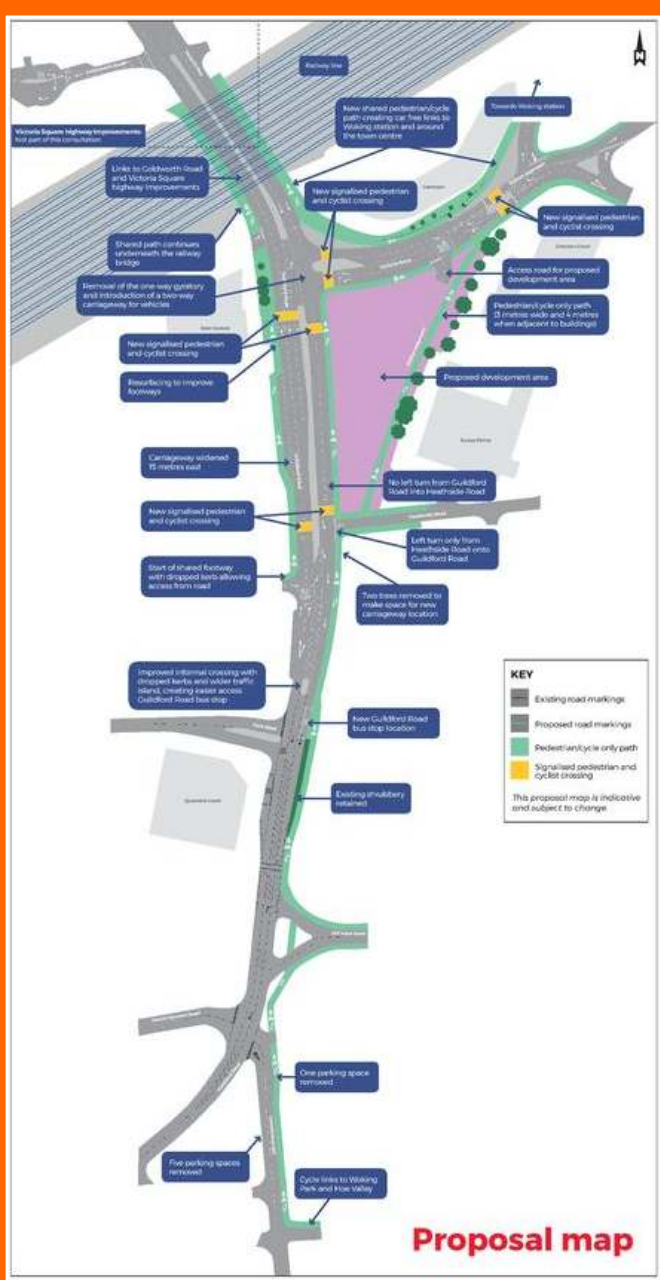 Railway line
N
Towards Woking station
New shared pedestrian/cycle
path creating car free links to
Woking station and around
the town centre
Victoria Square highway improvements
Not part of this consultation
Links to Goldsworth Road
and Victoria Square
highway improvements
New signalised pedestrian
and cyclist crossing
New signalised pedestrian
and cyclist crossing
Shared path continues
underneath the railway
bridge
Access road for proposed
development area
Removal of the one-way gyratory
and introduction of a two-way
carriageway for vehicles
Pedestrian/cycle only path
(3 metres wide and 4 metres
when adjacent to buildings)
New signalised pedestrian
and cyclist crossing
Proposed development area
Resurfacing to improve
footways
Carriageway widened
15 metres east
No left turn from Guildford
Road into Heathside Road
New signalised pedestrian
and cyclist crossing
Left turn only from
Heathside Road onto
Guildford Road
Start of shared footway
with dropped kerb allowing
access from road
Two trees removed to
make space for new
carriageway location
Improved informal crossing with
dropped kerbs and wider traffic
island, creating easier access
Guildford Road bus stop
New Guildford Road
bus stop location
Existing shrubbery
retained
KEY
Existing road markings
Proposed road markings
Pedestrian/cycle only path
Signalised pedestrian and
cyclist crossing
This proposal map is indicative
and subject to change.
One parking space
removed
Five parking spaces
removed
Cycle links to Woking
Park and Hoe Valley
Proposal map